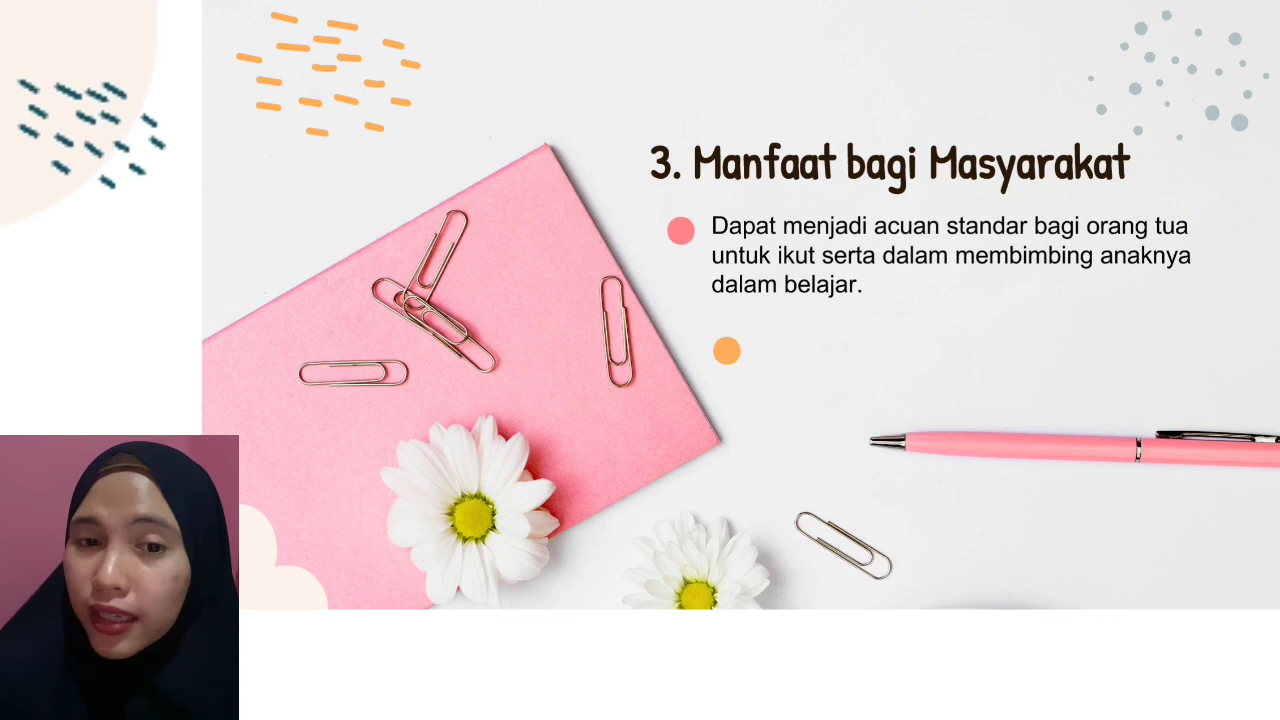 3. Manfaat bagi Masyarakat
Dapat menjadi acuan standar bagi orang tua
untuk ikut serta dalam membimbing anaknya
dalam belajar.